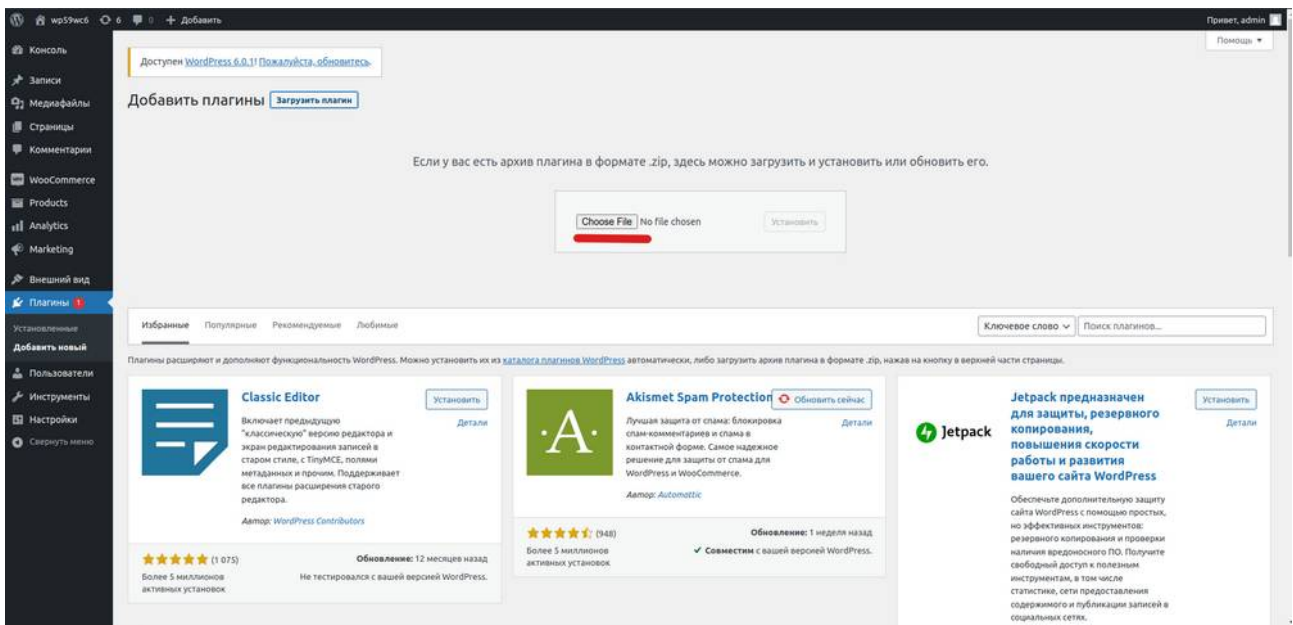 wp59wc6 6 0 + Добавить Привет, admin
Помощь
Консоль
Записи
Медиафайлы
Страницы
Комментарии
WooCommerce
Products
Analytics
Marketing
Внешний вид
Плагины 1
Установленные
Добавить новый
Пользователи
Инструменты
Настройки
Свернуть меню
Доступен WordPress 6.0.1! Пожалуйста, обновитесь.
Добавить плагины Загрузить плагин
Если у вас есть архив плагина в формате .zip, здесь можно загрузить и установить или обновить его.
Choose File No file chosen Установить
Избранные Популярные Рекомендуемые Любимые Ключевое слово Поиск плагинов...
Плагины расширяют и дополняют функциональность WordPress. Можно установить их из каталога плагинов WordPress автоматически, либо загрузить архив плагина в формате .zip, нажав на кнопку в верхней части страницы.
Classic Editor
Установить
Детали
Включает предыдущую
"классическую" версию редактора и
экран редактирования записей в
старом стиле, с TinyMCE, полями
метаданных и прочим. Поддерживает
все плагины расширения старого
редактора.
Автор: WordPress Contributors
(1 075)
Более 5 миллионов
активных установок
Обновление: 12 месяцев назад
Не тестировался с вашей версией WordPress.
·A·
Akismet Spam Protection
Обновить сейчас
Детали
Лучшая защита от спама: блокировка
спам-комментариев и спама в
контактной форме. Самое надежное
решение для защиты от спама для
WordPress и WooCommerce.
Автор: Automattic
(948)
Более 5 миллионов
активных установок
Обновление: 1 неделя назад
✓ Совместим с вашей версией WordPress.
Jetpack
Jetpack предназначен
для защиты, резервного
копирования,
повышения скорости
работы и развития
вашего сайта WordPress
Установить
Детали
Обеспечьте дополнительную защиту
сайта WordPress с помощью простых,
но эффективных инструментов:
резервного копирования и проверки
наличия вредоносного ПО. Получите
свободный доступ к полезным
инструментам, в том числе
статистике, сети предоставления
содержимого и публикации записей в
социальных сетях.